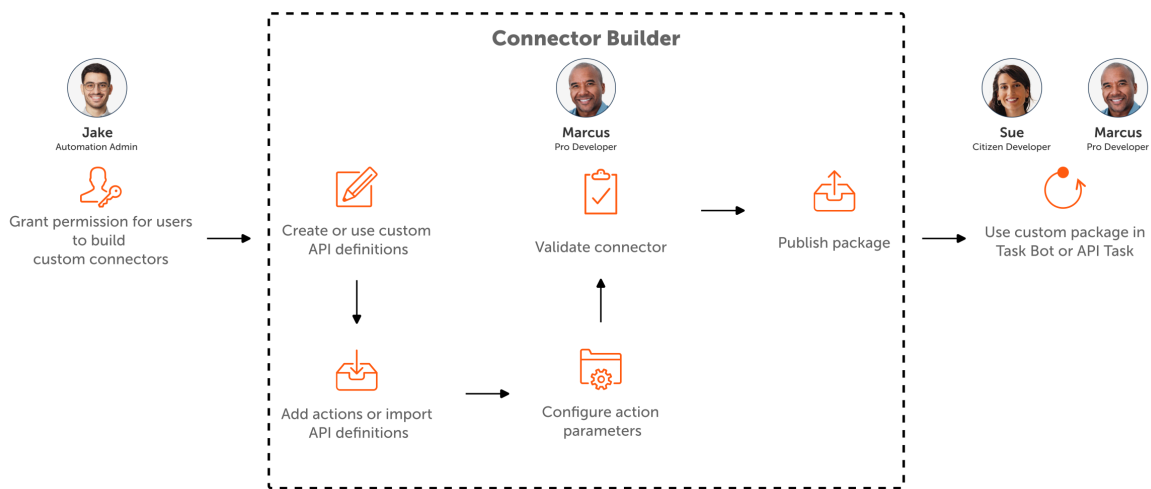 Connector Builder
Jake
Automation Admin
Grant permission for users
to build
custom connectors
Marcus
Pro Developer
Create or use custom
API definitions
Add actions or import
API definitions
Configure action
parameters
Validate connector
Publish package
Sue
Citizen Developer
Marcus
Pro Developer
Use custom package in
Task Bot or API Task